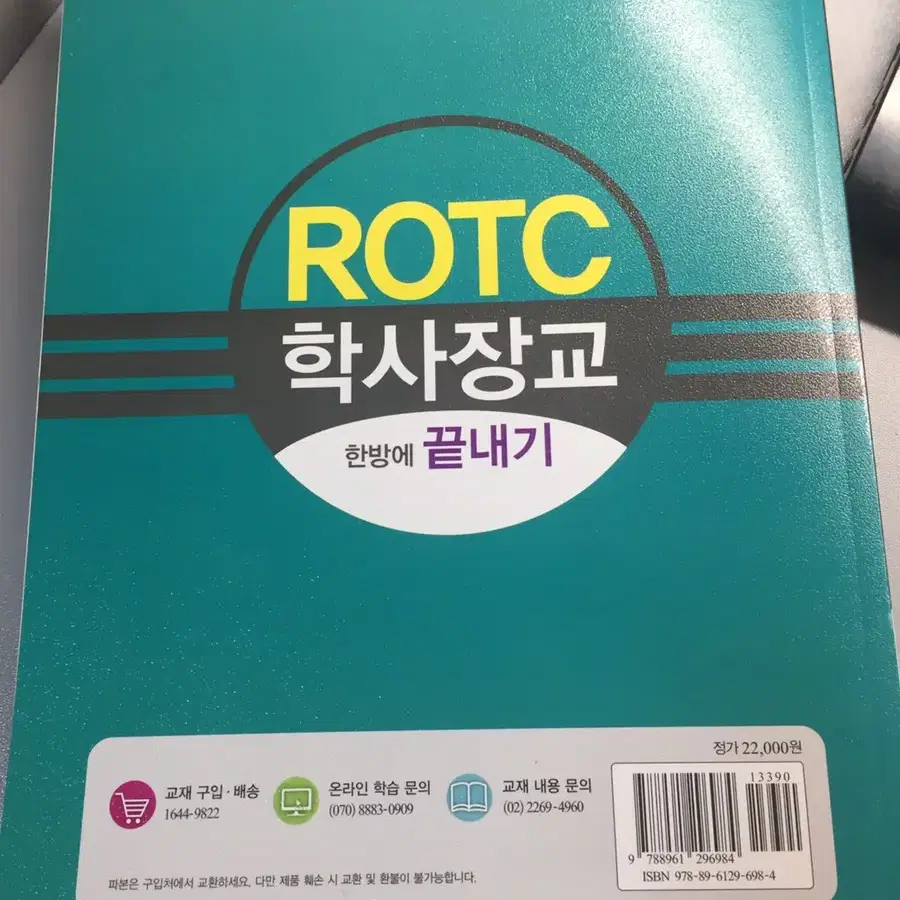 ROTC
학사장교
한방에 끝내기
정가 22,000원
교재 구입 · 배송
1644-9822
온라인 학습 문의
(070) 8883-0909
교재 내용 문의
(02) 2269-4960
13390
9 788961 296984
ISBN 978-89-6129-698-4
파본은 구입처에서 교환하세요. 다만 제품 훼손 시 교환 및 환불이 불가능합니다.